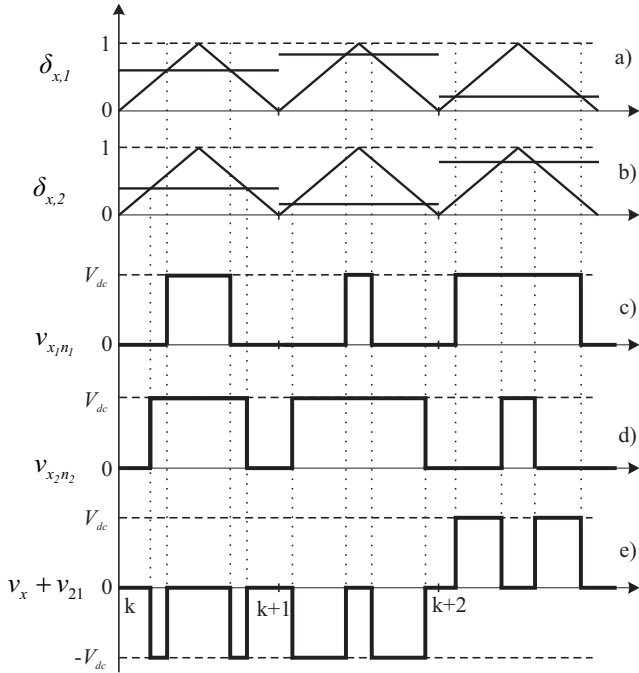 1
δx,1
0
a)
1
δx,2
0
b)
Vdc
vx1n1
0
c)
Vdc
vx2n2
0
d)
Vdc
vx + v21
0
-Vdc
k
k+1
k+2
e)